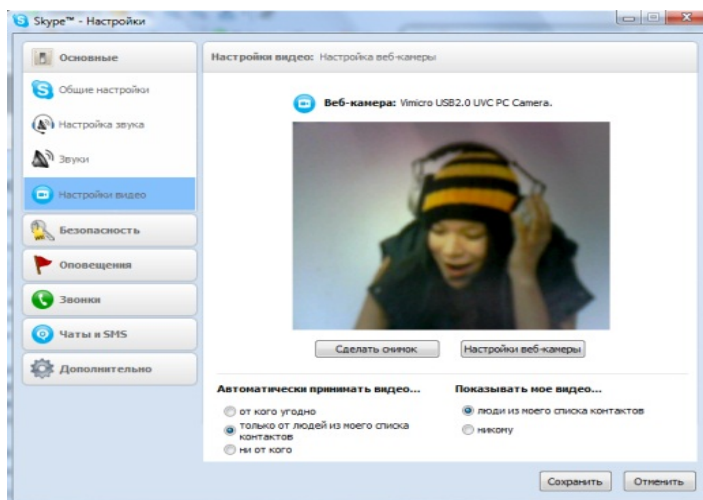 Skype™ - Настройки
Основные
Общие настройки
Настройка звука
Звуки
Настройки видео
Безопасность
Оповещения
Звонки
Чаты и SMS
Дополнительно
Настройки видео: Настройка веб-камеры
Веб-камера: Vimicro USB2.0 UVC PC Camera.
Сделать снимок
Настройки веб-камеры
Автоматически принимать видео...
от кого угодно
только от людей из моего списка
контактов
ни от кого
Показывать мое видео...
люди из моего списка контактов
никому
Сохранить
Отменить